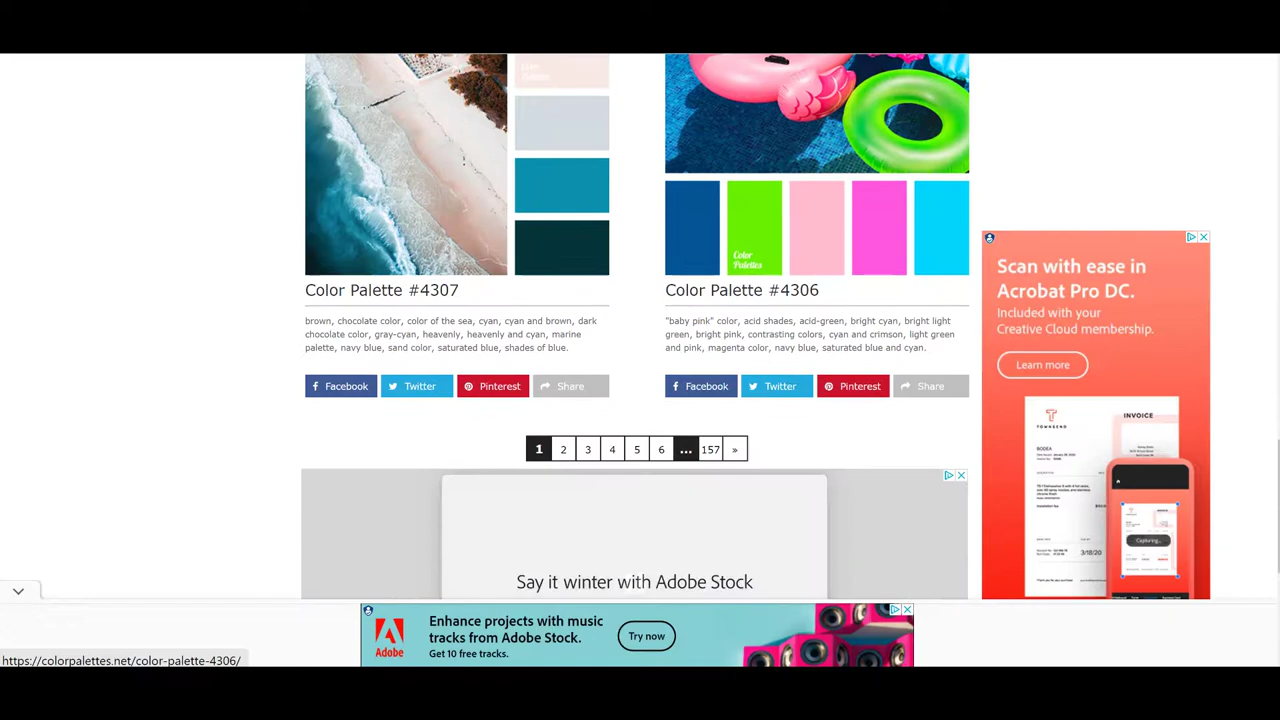 Color
Palettes
Color Palette #4307
brown, chocolate color, color of the sea, cyan, cyan and brown, dark
chocolate color, gray-cyan, heavenly, heavenly and cyan, marine
palette, navy blue, sand color, saturated blue, shades of blue.
Facebook
Twitter
Pinterest
Share
Color Palette #4306
"baby pink" color, acid shades, acid-green, bright cyan, bright light
green, bright pink, contrasting colors, cyan and crimson, light green
and pink, magenta color, navy blue, saturated blue and cyan.
Facebook
Twitter
Pinterest
Share
1 2 3 4 5 6 ... 157 »
Say it winter with Adobe Stock
Scan with ease in
Acrobat Pro DC.
Included with your
Creative Cloud membership.
Learn more
TOWNSEND
INVOICE
3/18/20
Capturing...
Adobe
Enhance projects with music
tracks from Adobe Stock.
Get 10 free tracks.
Try now
https://colorpalettes.net/color-palette-4306/